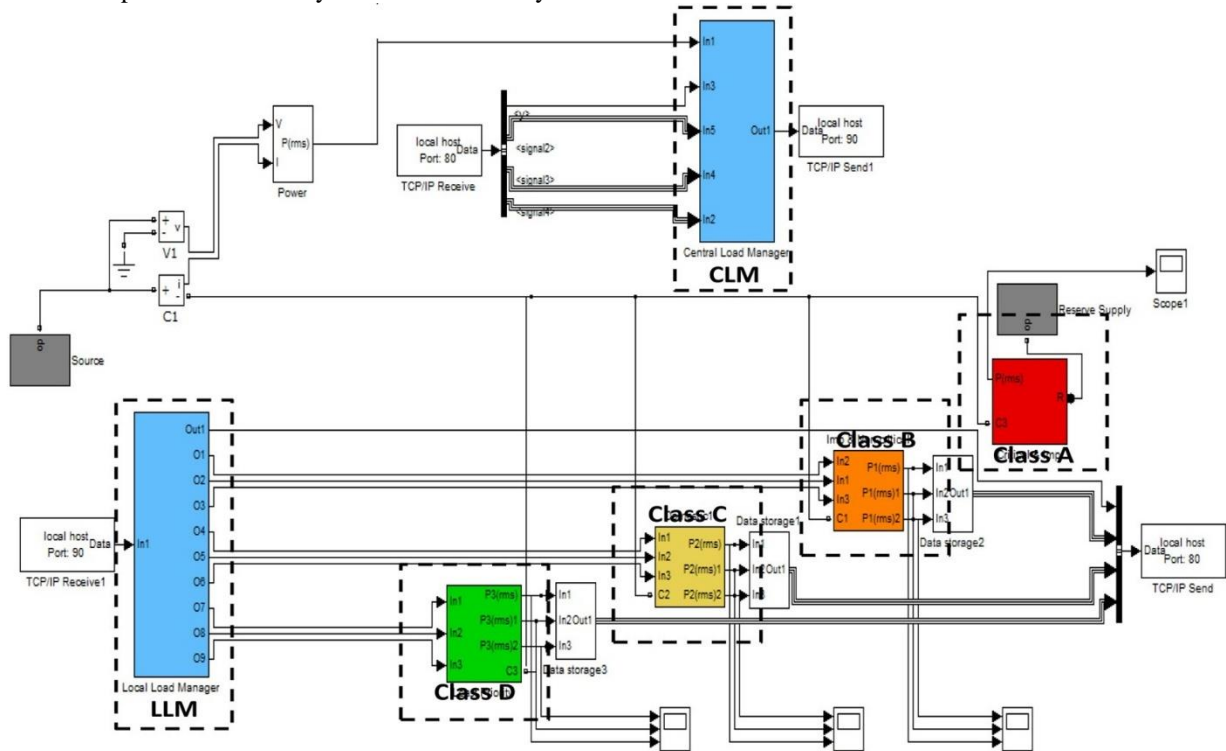 In1
V
P(rms)
I
Power
local host
Port: 80
Data
TCP/IP Receive
<V>
<signal2>
<signal3>
<signal4>
In3
In5
In4
In2
Out1
Central Load Manager
CLM
Data
local host
Port: 90
TCP/IP Send1
+
-
v
V1
+
i
-
C1
Source
Scope1
Reserve Supply
op
P(rms)
R
C3
Class A
Out1
O1
O2
O3
O4
O5
O6
O7
O8
O9
In1
Local Load Manager
LLM
local host
Port: 90
Data
TCP/IP Receive1
Class B
In2
In1
In3
C1
P1(rms)
P1(rms)1
P1(rms)2
In1
In2
In3
Out1
Data storage2
Class C
In1
In2
In3
C2
P2(rms)
P2(rms)1
P2(rms)2
Data storage1
In1
In2
In3
Out1
In1
In2
In3
P3(rms)
P3(rms)1
P3(rms)2
C3
Class D
In1
In2
In3
Out1
Data storage3
Data
local host
Port: 80
TCP/IP Send